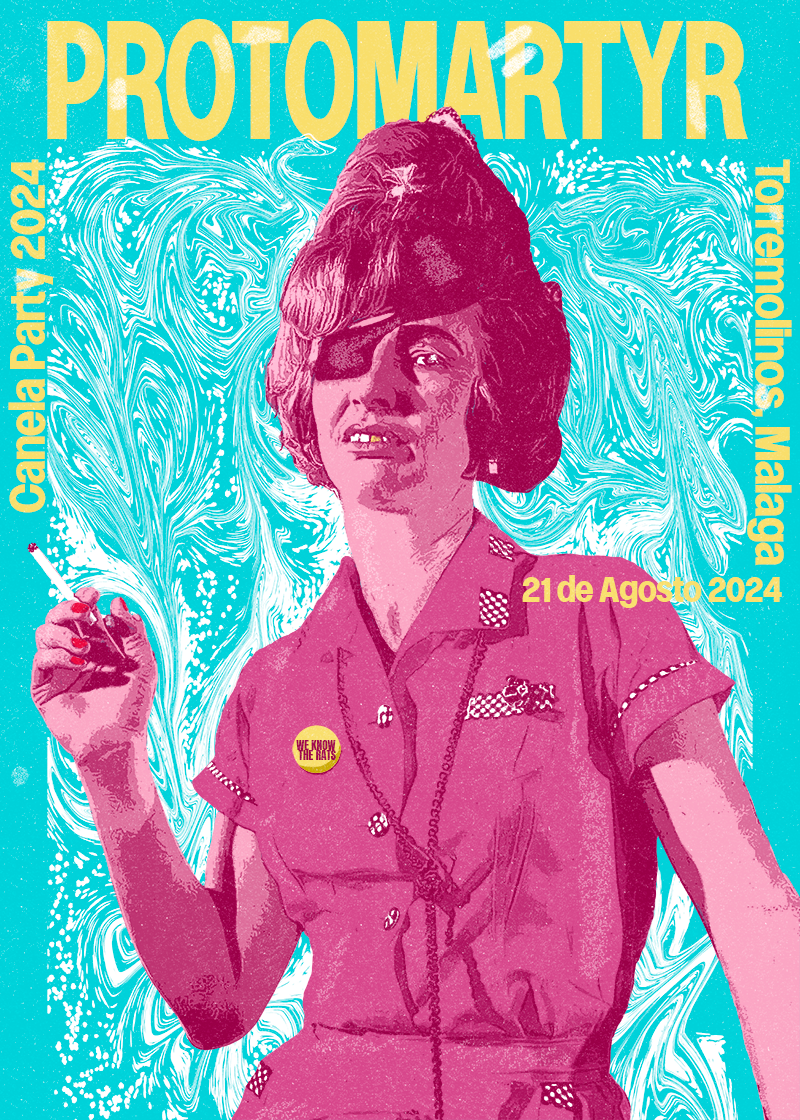 PROTOMARTYR
Canela Party 2024
Torremolinos, Malaga
21 de Agosto 2024
WE KNOW
THE RATS